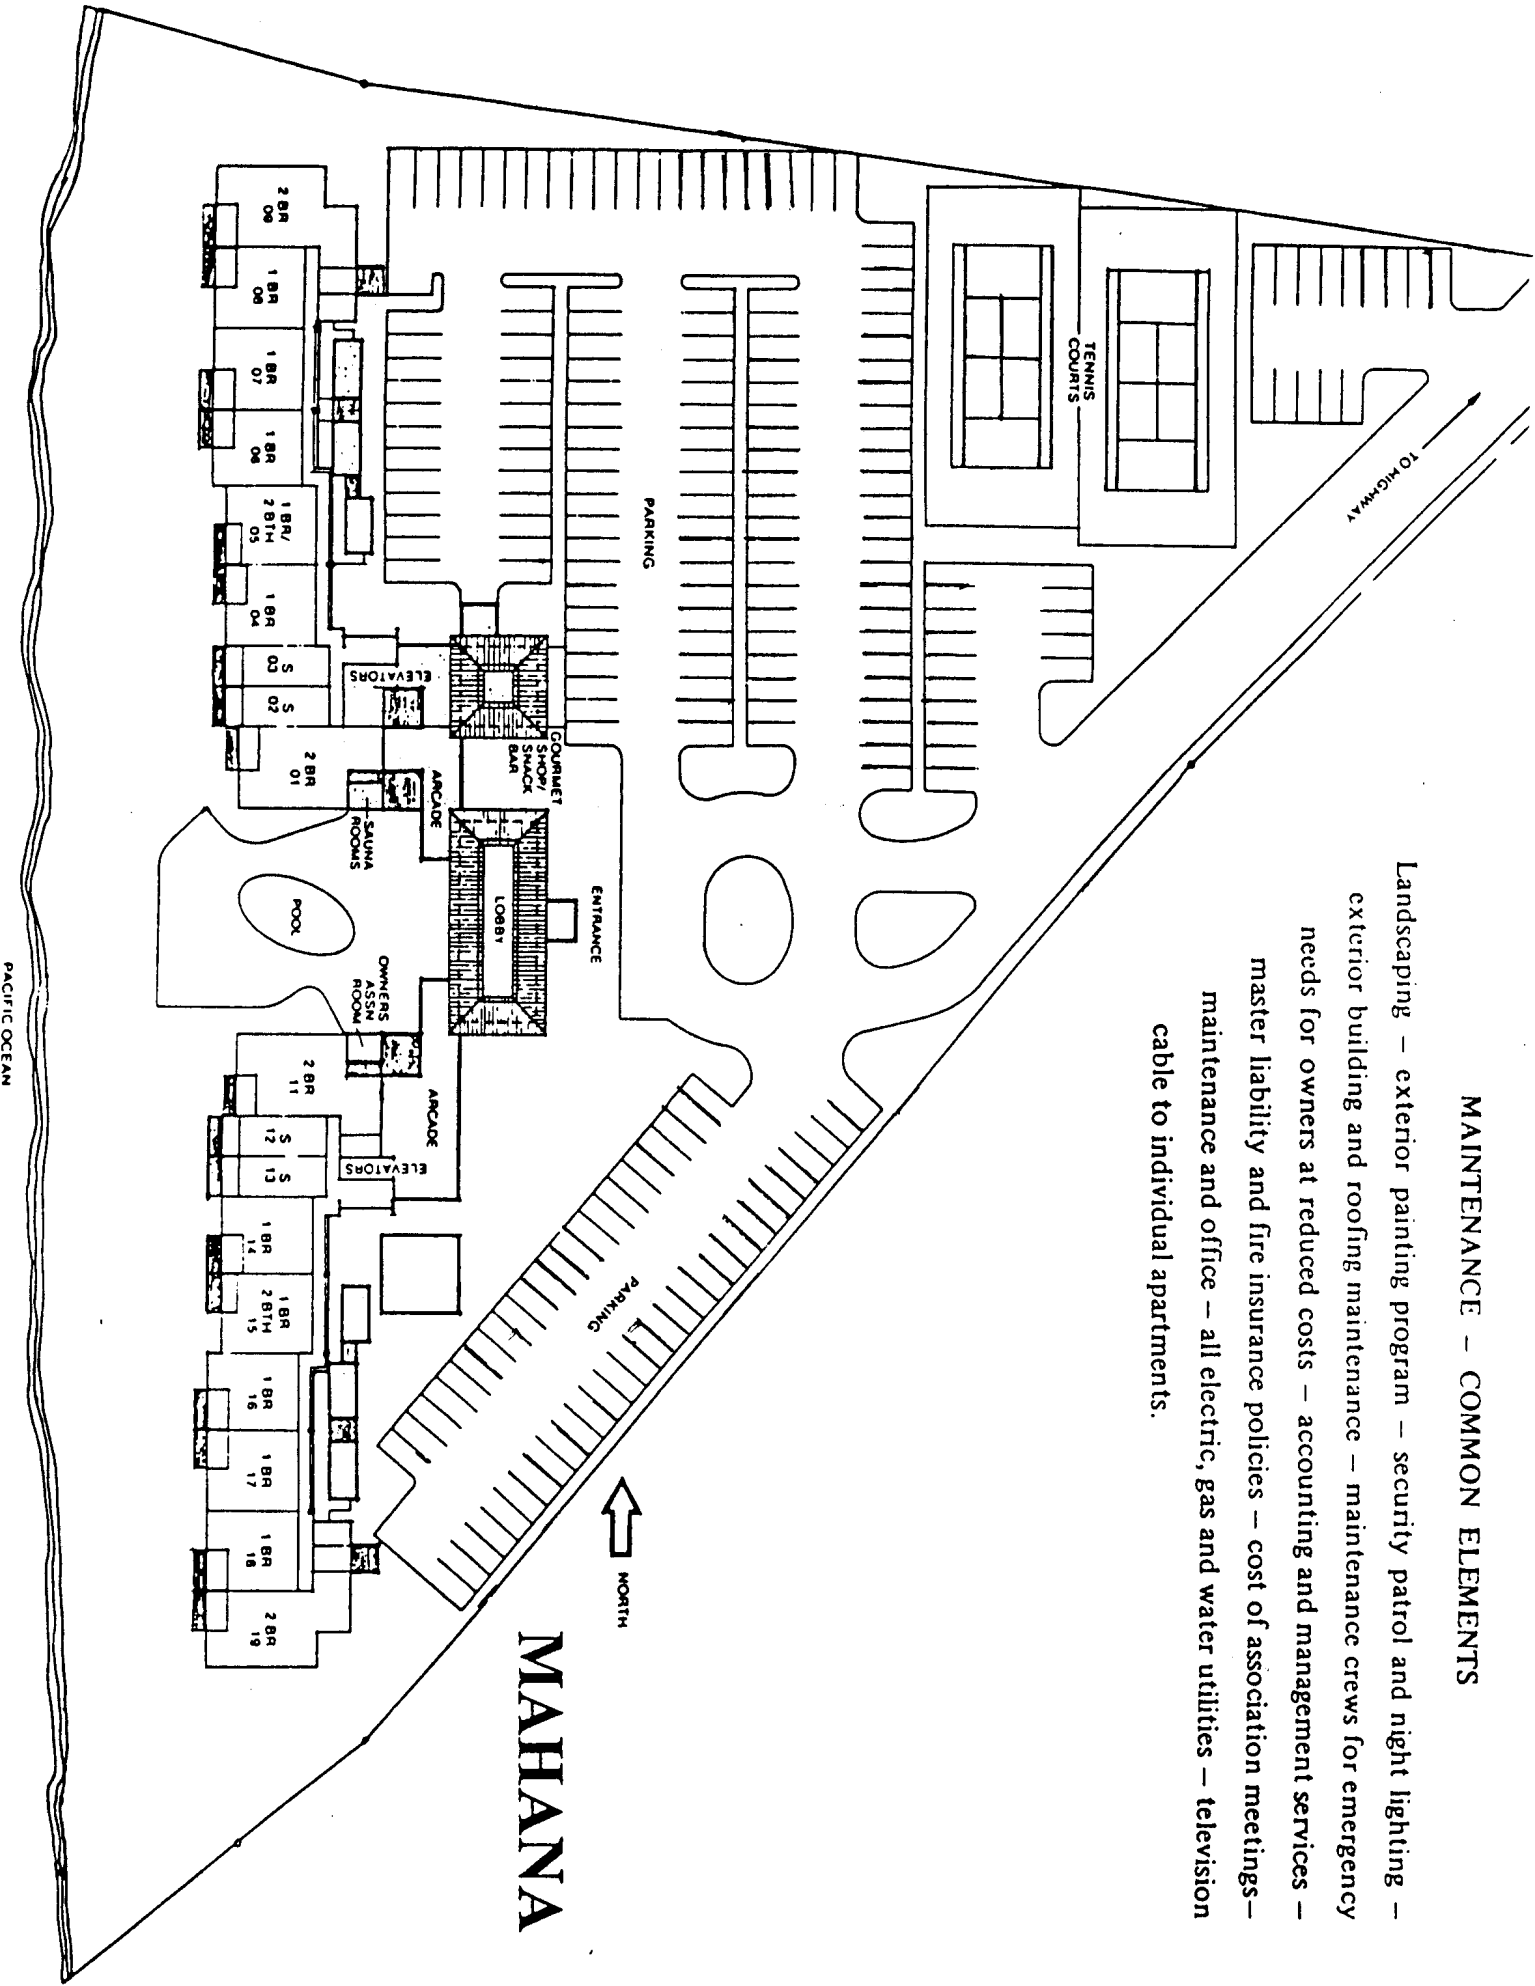 MAINTENANCE – COMMON ELEMENTS
Landscaping – exterior painting program – security patrol and night lighting –
exterior building and roofing maintenance – maintenance crews for emergency
needs for owners at reduced costs – accounting and management services –
master liability and fire insurance policies – cost of association meetings–
maintenance and office – all electric, gas and water utilities – television
cable to individual apartments.
TO HIGHWAY
TENNIS
COURTS
PARKING
ENTRANCE
PARKING
NORTH
MAHANA
GOURMET
SHOP/
SNACK
BAR
LOBBY
ARCADE
ARCADE
ELEVATORS
ELEVATORS
SAUNA
ROOMS
OWNERS
ASSN
ROOM
POOL
2 BR
09
1 BR
08
1 BR
07
1 BR
06
1 BR/
2 BTH
05
1 BR
04
S
03
S
02
2 BR
01
2 BR
11
S
12
S
13
1 BR
14
1 BR
2 BTH
15
1 BR
16
1 BR
17
1 BR
18
2 BR
19
PACIFIC OCEAN